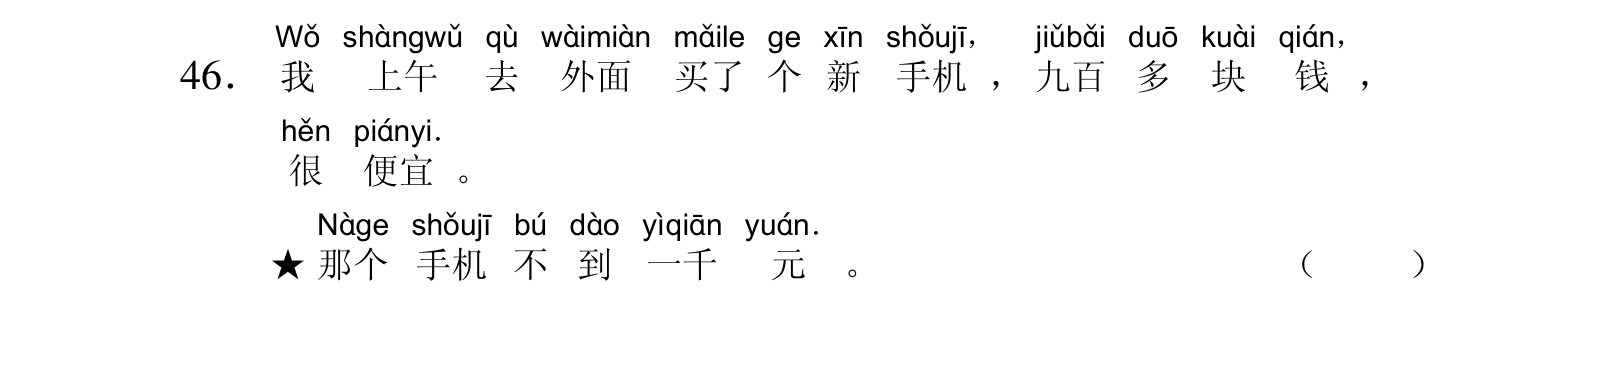 Wǒ shàngwǔ qù wàimiàn mǎile ge xīn shǒujī, jiǔbǎi duō kuài qián,
46. 我 上午 去 外面 买了 个 新 手机 ， 九百 多 块 钱 ，
hěn piányi.
很 便宜 。
Nàge shǒujī bú dào yìqiān yuán.
★ 那个 手机 不 到 一千 元 。 （ ）